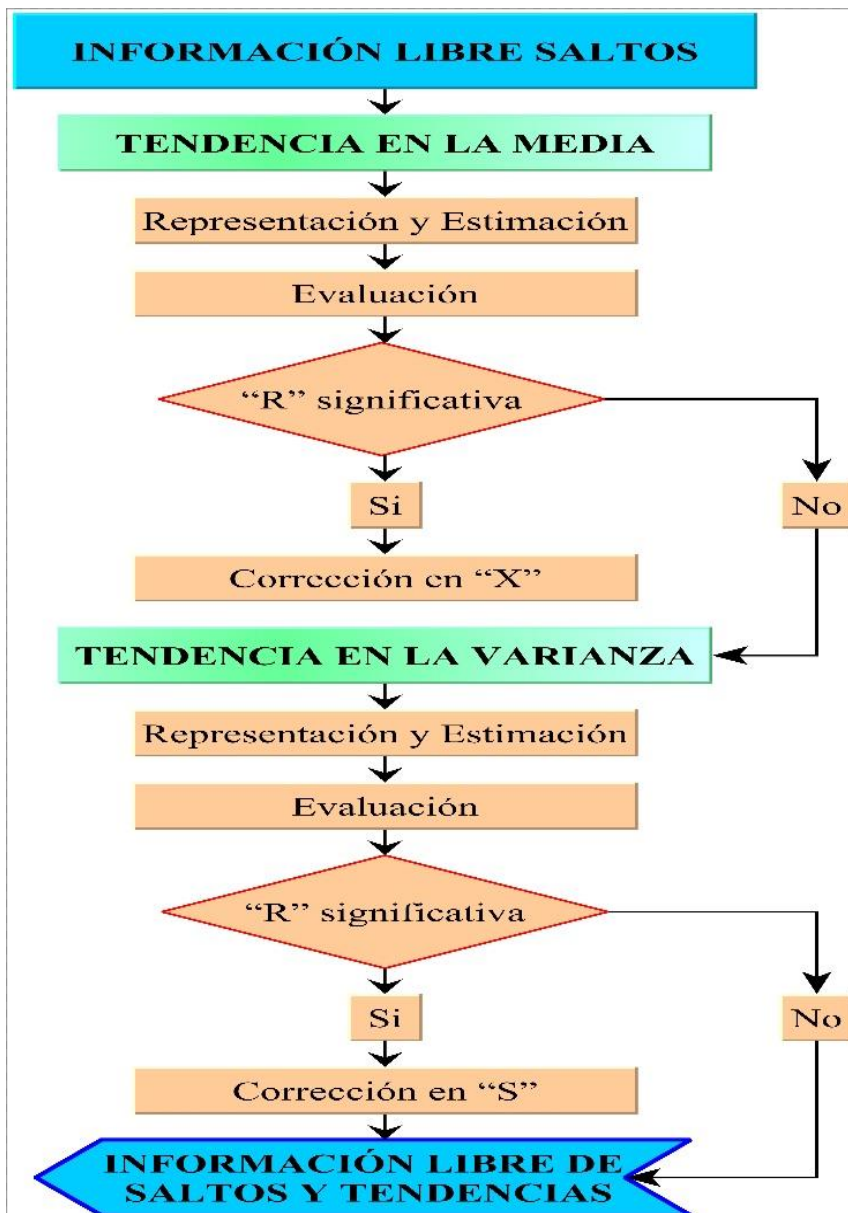 INFORMACIÓN LIBRE SALTOS
TENDENCIA EN LA MEDIA
Representación y Estimación
Evaluación
“R” significativa
Si
No
Corrección en “X”
TENDENCIA EN LA VARIANZA
Representación y Estimación
Evaluación
“R” significativa
Si
No
Corrección en “S”
INFORMACIÓN LIBRE DE
SALTOS Y TENDENCIAS